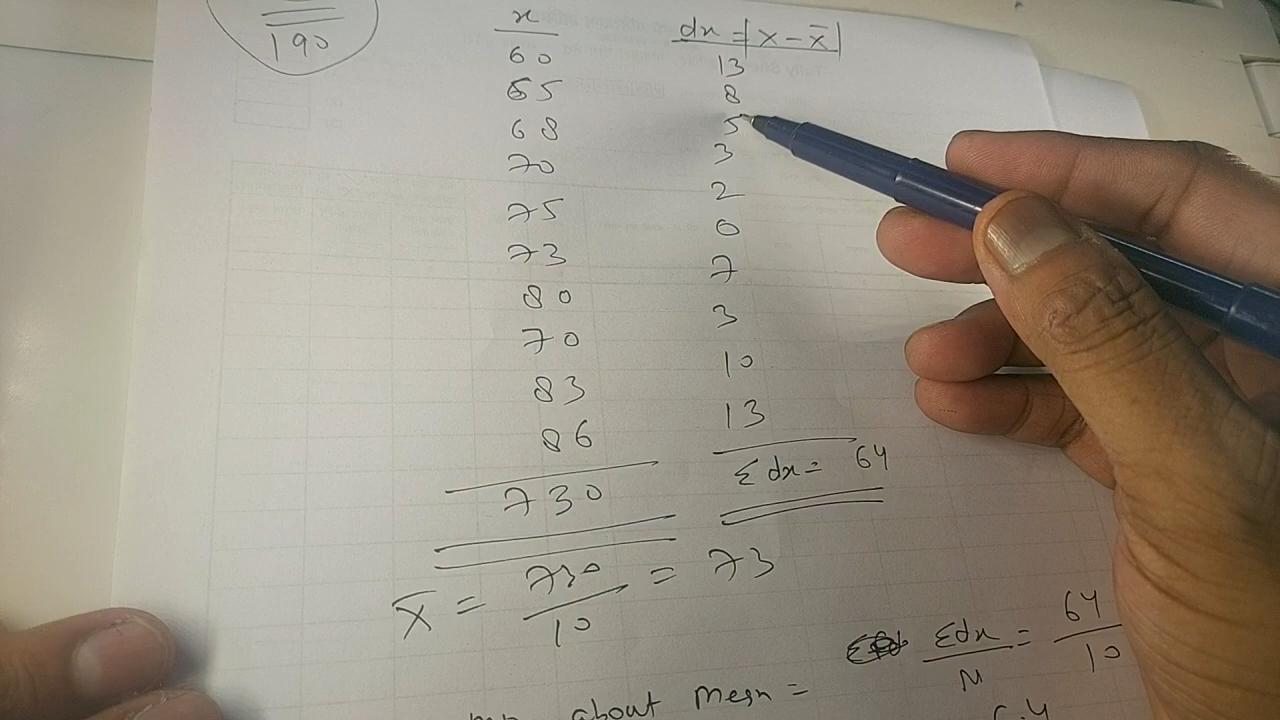 190
x dx = |x - x̄|
60 13
65 8
68 5
70 3
75 2
73 0
80 7
70 3
83 10
86 13
730 Σdx = 64
x̄ = 730/10 = 73
Σdx/N = 64/10
about mean =
6.4